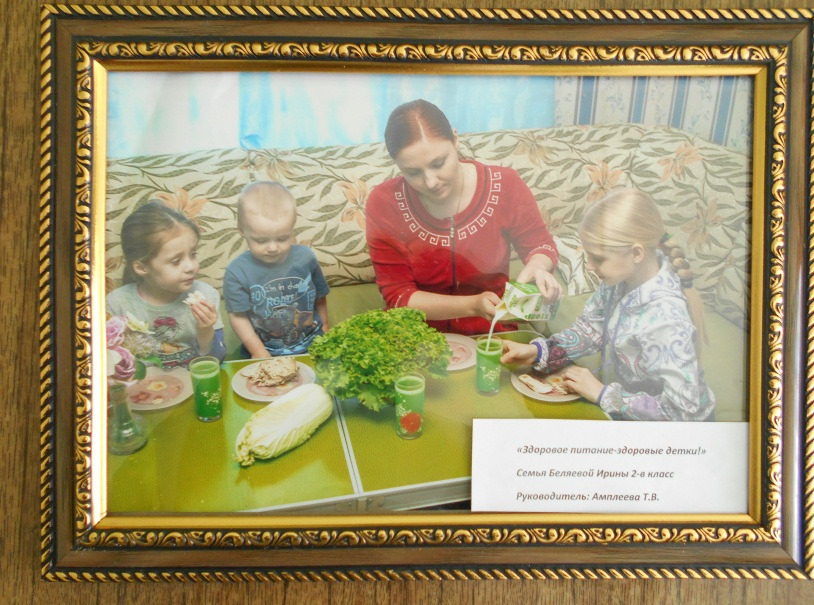 «Здоровое питание-здоровые детки!»
Семья Беляевой Ирины 2-в класс
Руководитель: Амплеева Т.В.